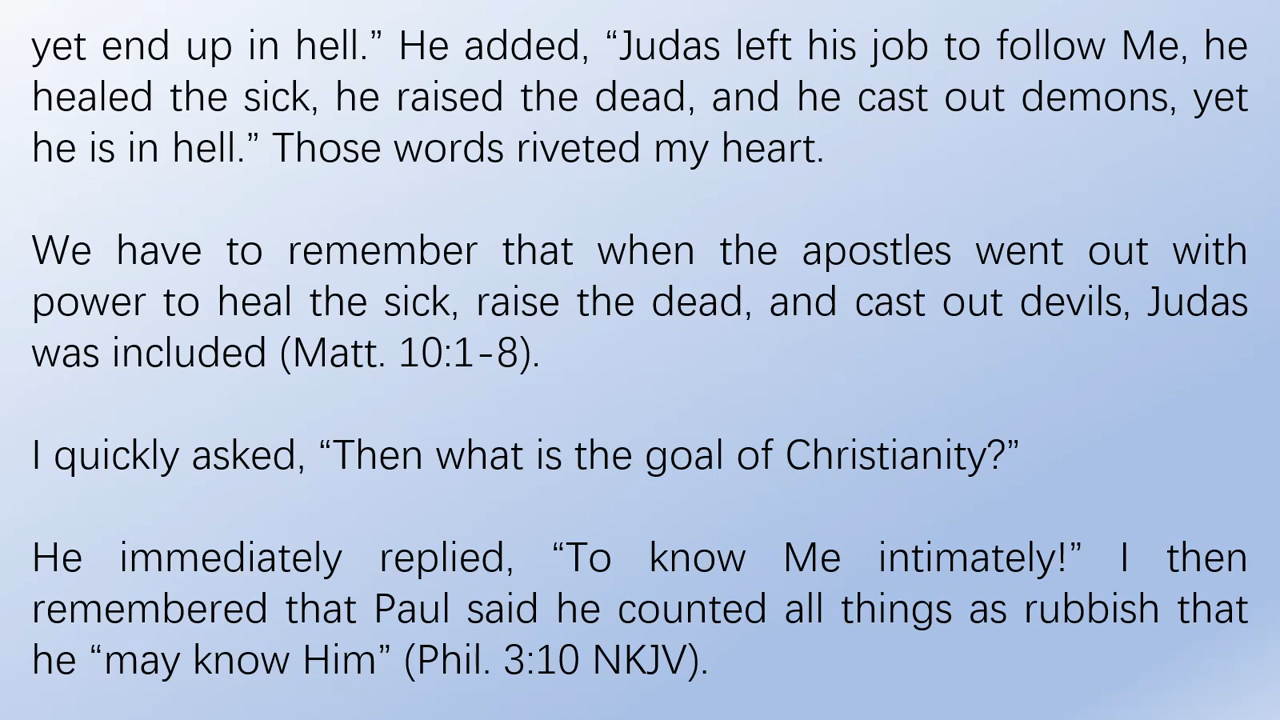 yet end up in hell.” He added, “Judas left his job to follow Me, he
healed the sick, he raised the dead, and he cast out demons, yet
he is in hell.” Those words riveted my heart.
We have to remember that when the apostles went out with
power to heal the sick, raise the dead, and cast out devils, Judas
was included (Matt. 10:1-8).
I quickly asked, “Then what is the goal of Christianity?”
He immediately replied, “To know Me intimately!” I then
remembered that Paul said he counted all things as rubbish that
he “may know Him” (Phil. 3:10 NKJV).